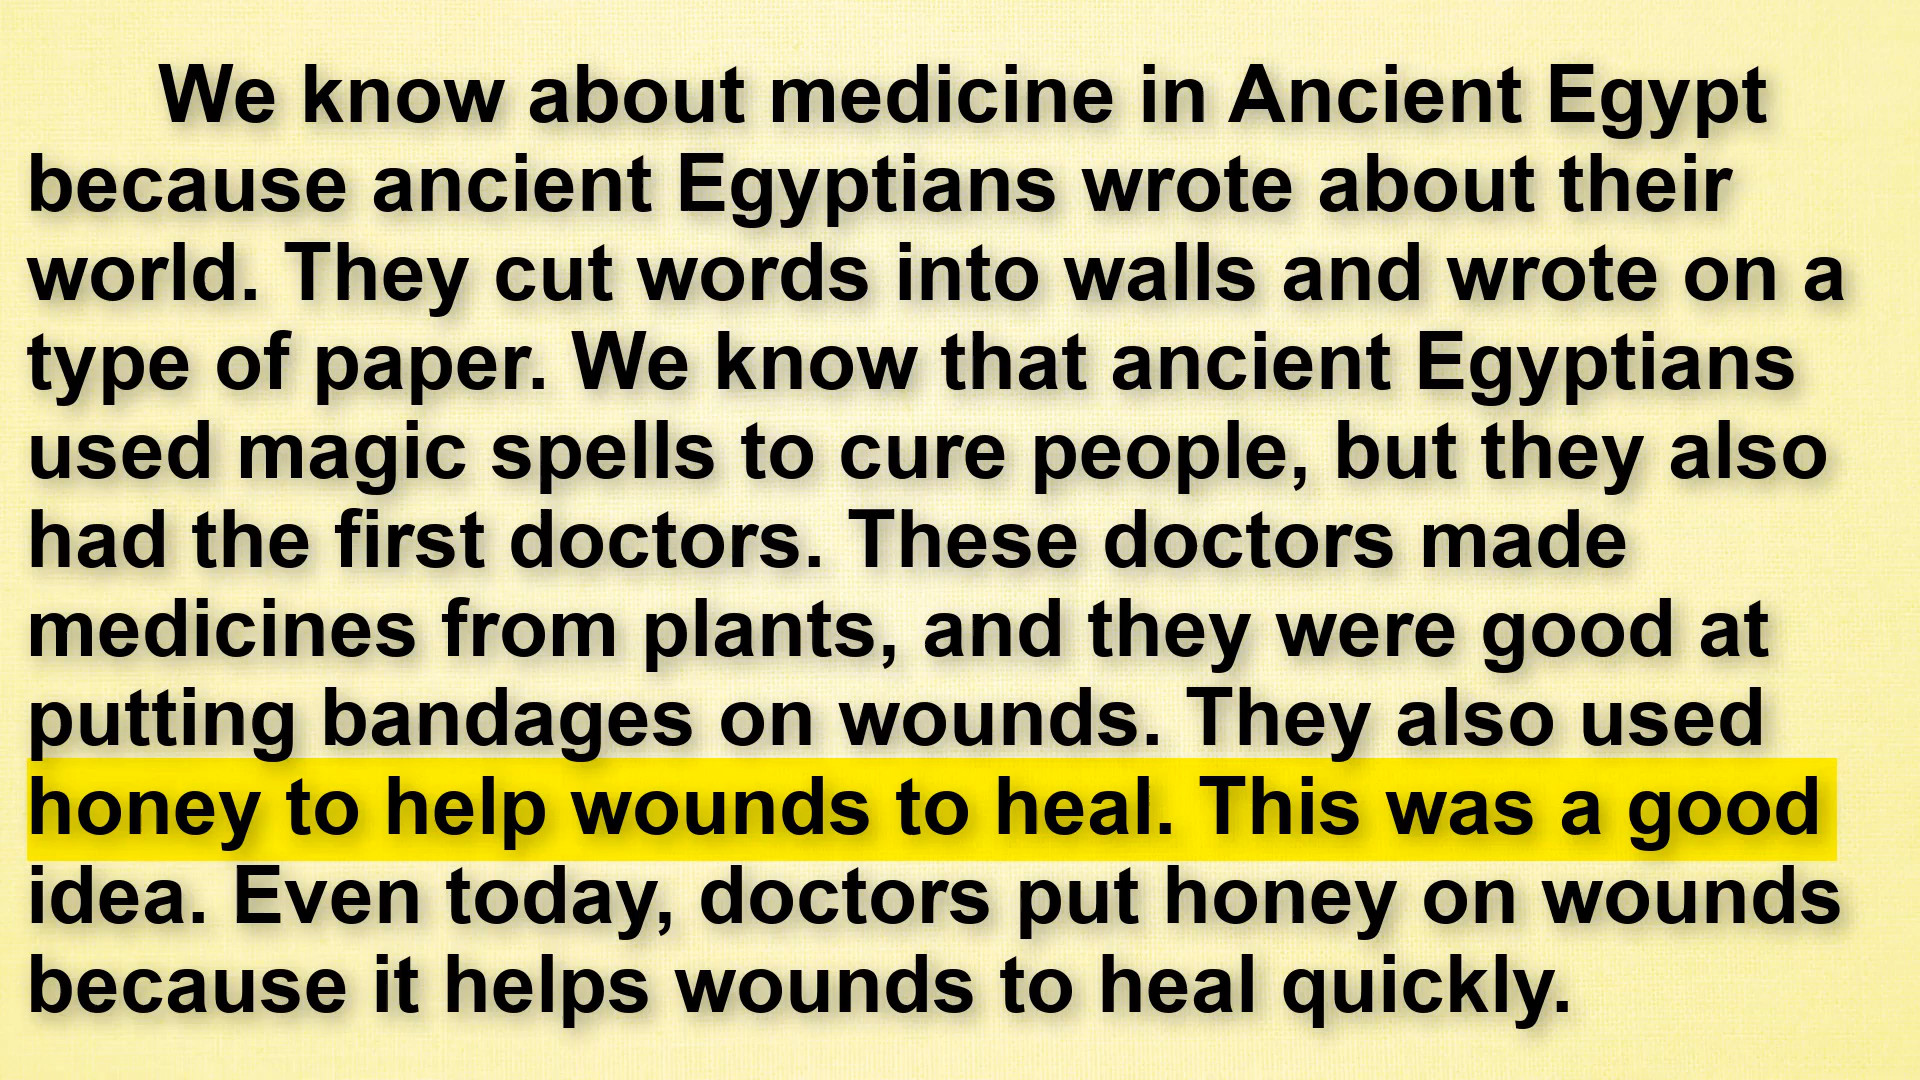 We know about medicine in Ancient Egypt
because ancient Egyptians wrote about their
world. They cut words into walls and wrote on a
type of paper. We know that ancient Egyptians
used magic spells to cure people, but they also
had the first doctors. These doctors made
medicines from plants, and they were good at
putting bandages on wounds. They also used
honey to help wounds to heal. This was a good
idea. Even today, doctors put honey on wounds
because it helps wounds to heal quickly.